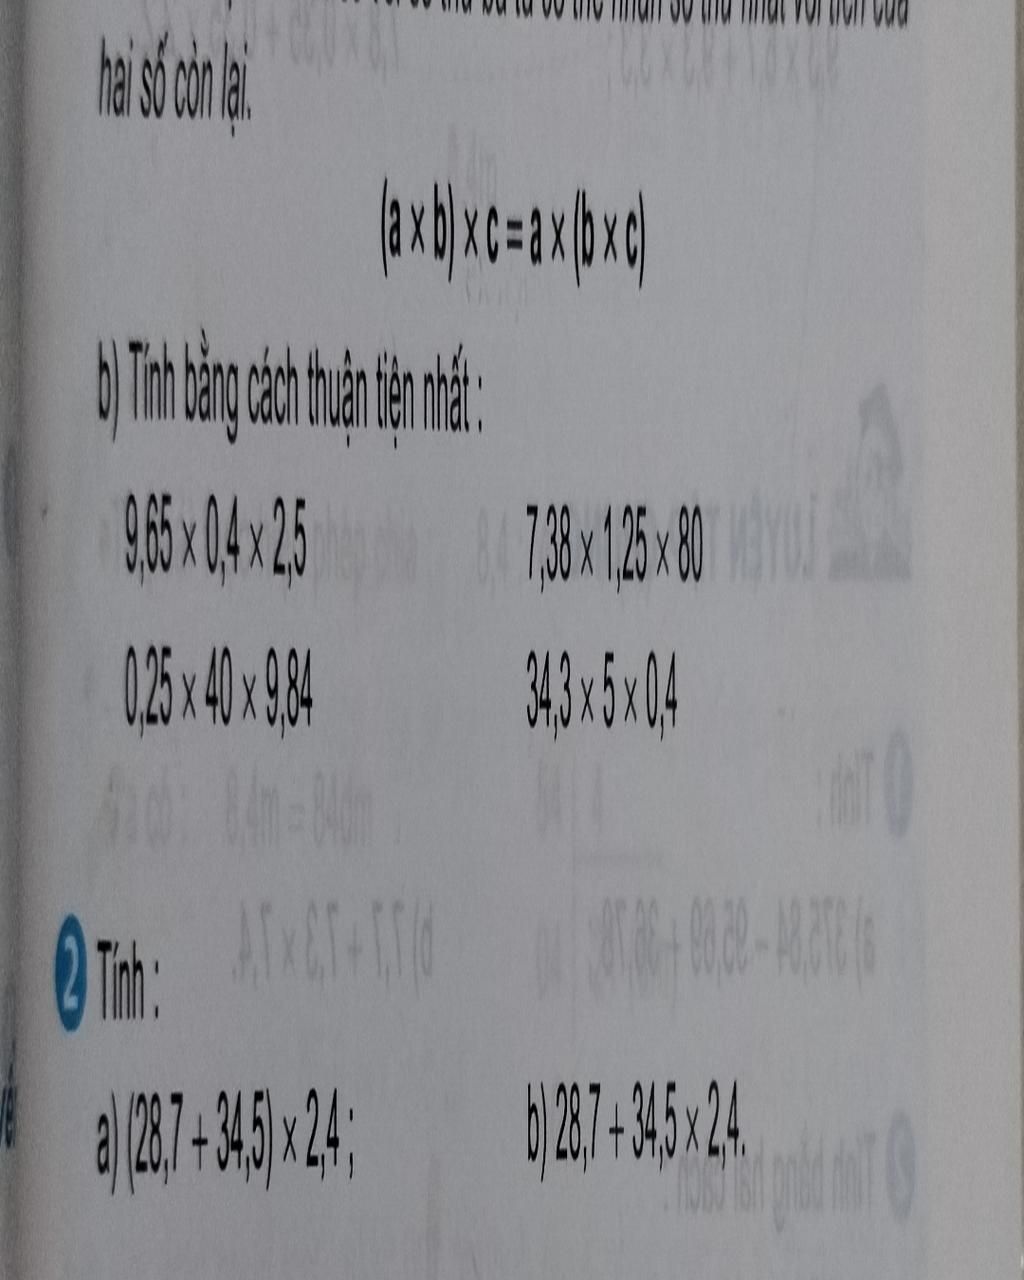 hai số còn lại.
(a × b) × c = a × (b × c)
b) Tính bằng cách thuận tiện nhất :
9,65 × 0,4 × 2,5 7,38 × 1,25 × 80
0,25 × 40 × 9,84 34,3 × 5 × 0,4
2 Tính :
a) (28,7 + 34,5) × 2,4 ; b) 28,7 + 34,5 × 2,4.